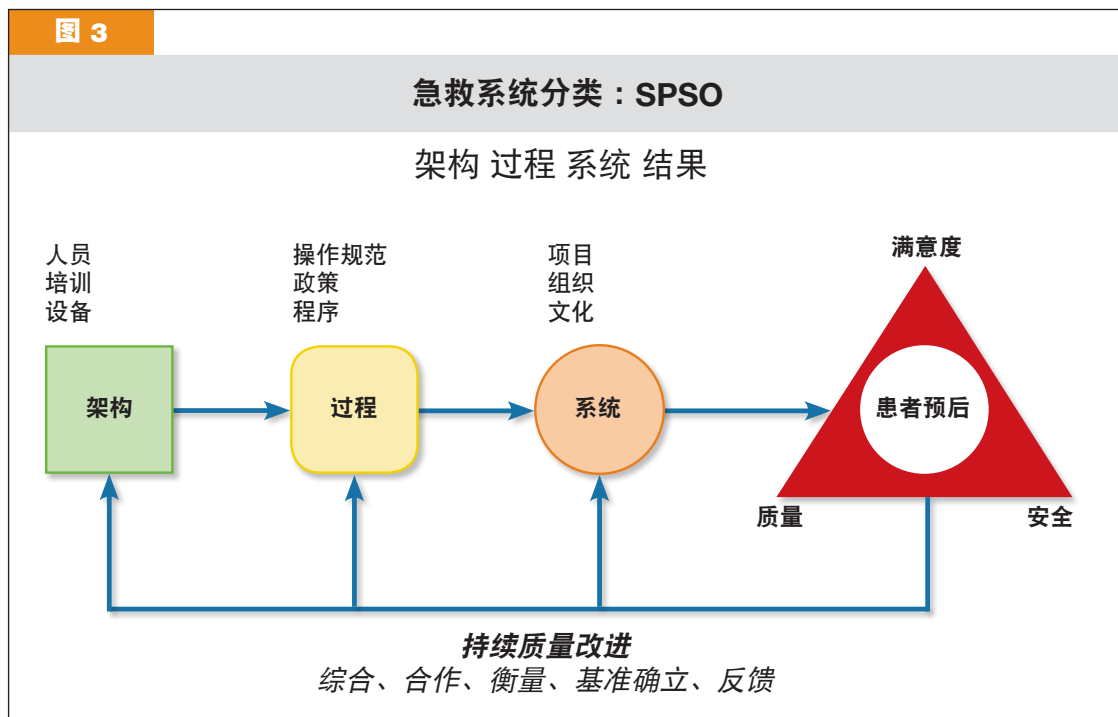 图 3
急救系统分类：SPSO
架构 过程 系统 结果
人员
培训
设备
操作规范
政策
程序
项目
组织
文化
满意度
架构
过程
系统
患者预后
质量
安全
持续质量改进
综合、合作、衡量、基准确立、反馈